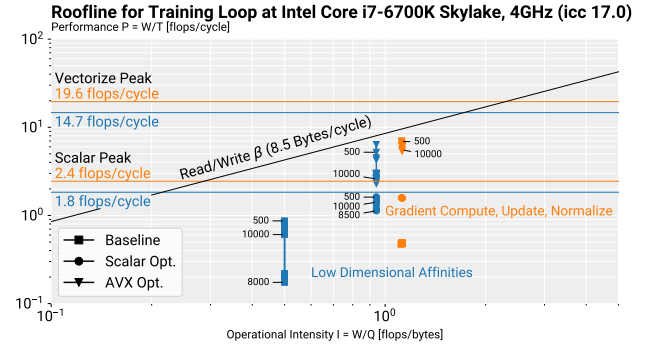 Roofline for Training Loop at Intel Core i7-6700K Skylake, 4GHz (icc 17.0)
Performance P = W/T [flops/cycle]
10²
Vectorize Peak
19.6 flops/cycle
14.7 flops/cycle
10¹
Read/Write β (8.5 Bytes/cycle)
500
500
10000
Scalar Peak
2.4 flops/cycle
10000
1.8 flops/cycle
500
10000
8500
Gradient Compute, Update, Normalize
10⁰
500
10000
Baseline
Scalar Opt.
AVX Opt.
Low Dimensional Affinities
8000
10⁻¹
10⁻¹
10⁰
Operational Intensity I = W/Q [flops/bytes]